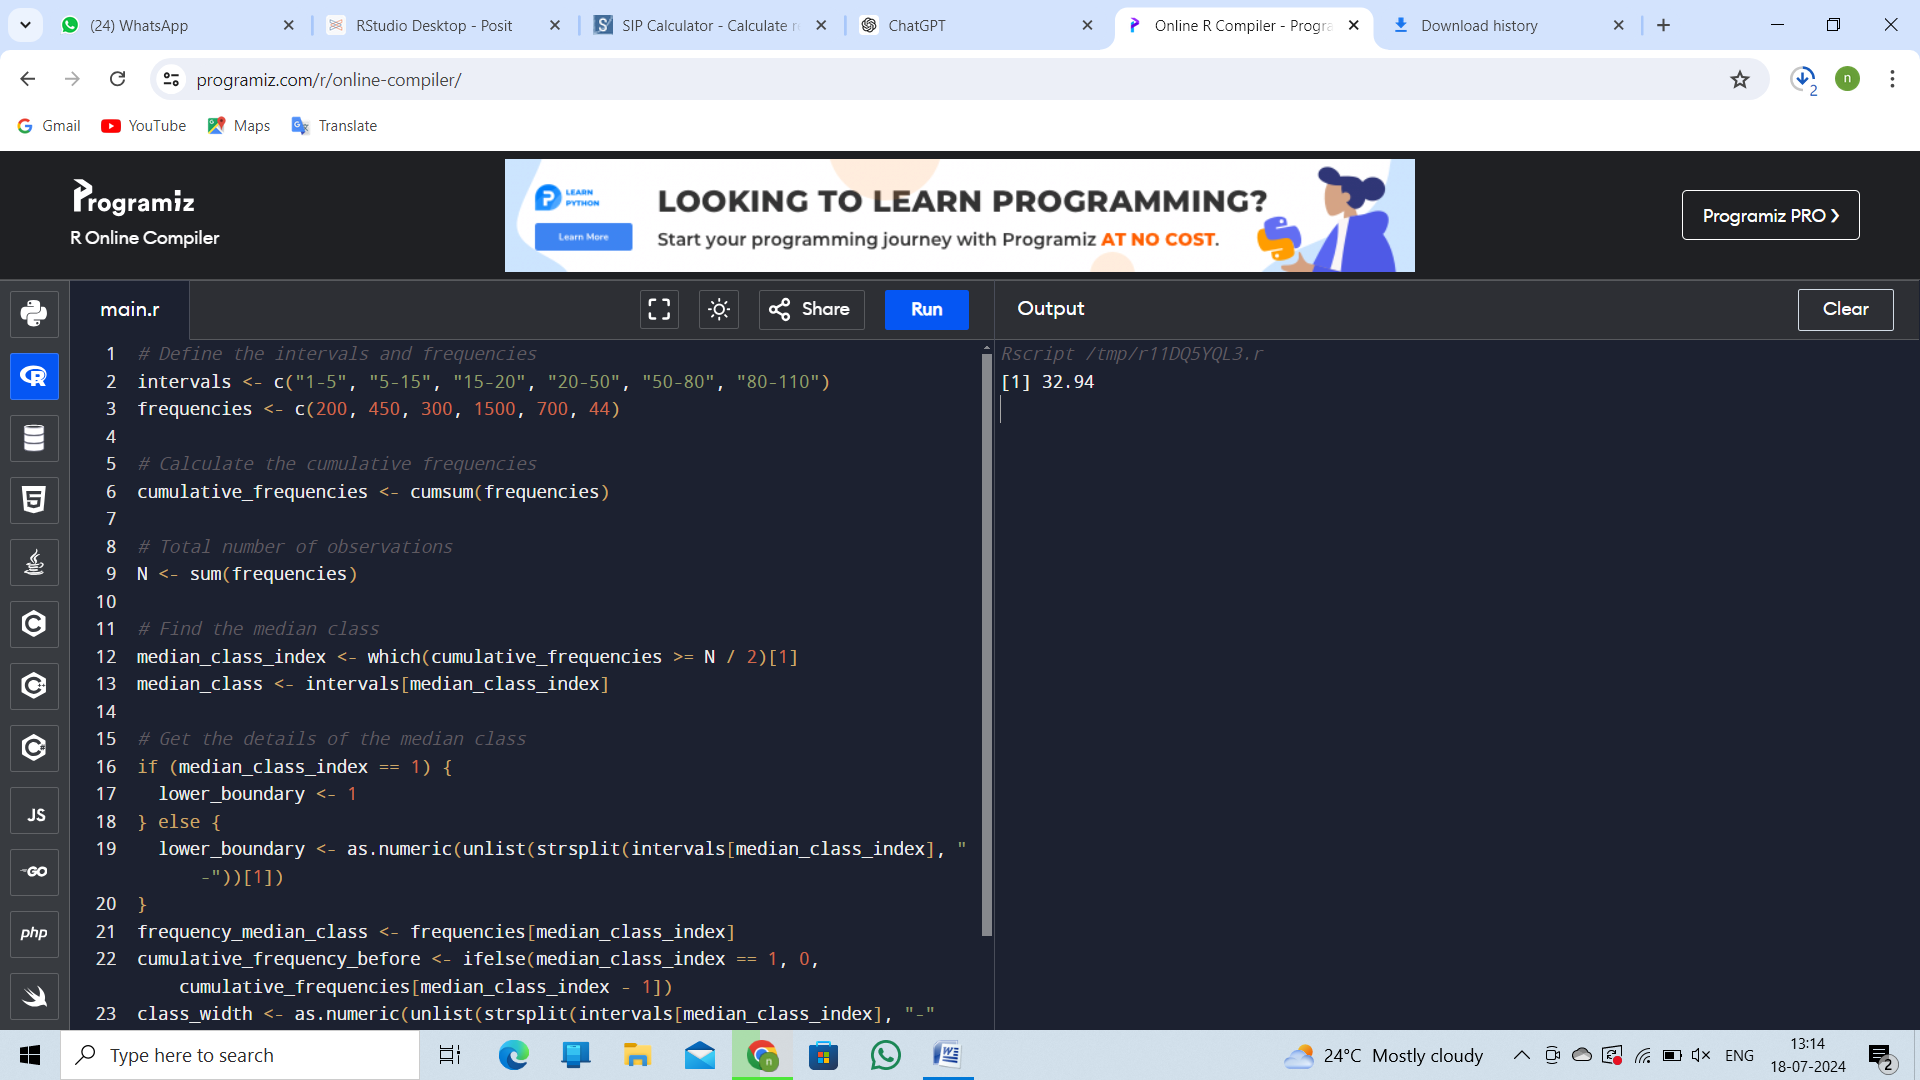 (24) WhatsApp
RStudio Desktop - Posit
SIP Calculator - Calculate re
ChatGPT
Online R Compiler - Progra
Download history
programiz.com/r/online-compiler/
2
n
Gmail
YouTube
Maps
Translate
Programiz
R Online Compiler
LEARN
PYTHON
Learn More
LOOKING TO LEARN PROGRAMMING?
Start your programming journey with Programiz AT NO COST.
Programiz PRO
main.r
Share
Run
Output
Clear
1 # Define the intervals and frequencies
2 intervals <- c("1-5", "5-15", "15-20", "20-50", "50-80", "80-110")
3 frequencies <- c(200, 450, 300, 1500, 700, 44)
4
5 # Calculate the cumulative frequencies
6 cumulative_frequencies <- cumsum(frequencies)
7
8 # Total number of observations
9 N <- sum(frequencies)
10
11 # Find the median class
12 median_class_index <- which(cumulative_frequencies >= N / 2)[1]
13 median_class <- intervals[median_class_index]
14
15 # Get the details of the median class
16 if (median_class_index == 1) {
17 lower_boundary <- 1
18 } else {
19 lower_boundary <- as.numeric(unlist(strsplit(intervals[median_class_index], "
-"))[1])
20 }
21 frequency_median_class <- frequencies[median_class_index]
22 cumulative_frequency_before <- ifelse(median_class_index == 1, 0,
cumulative_frequencies[median_class_index - 1])
23 class_width <- as.numeric(unlist(strsplit(intervals[median_class_index], "-"
Rscript /tmp/r11DQ5YQL3.r
[1] 32.94
JS
GO
php
Type here to search
n
24°C Mostly cloudy
ENG
13:14
18-07-2024
2